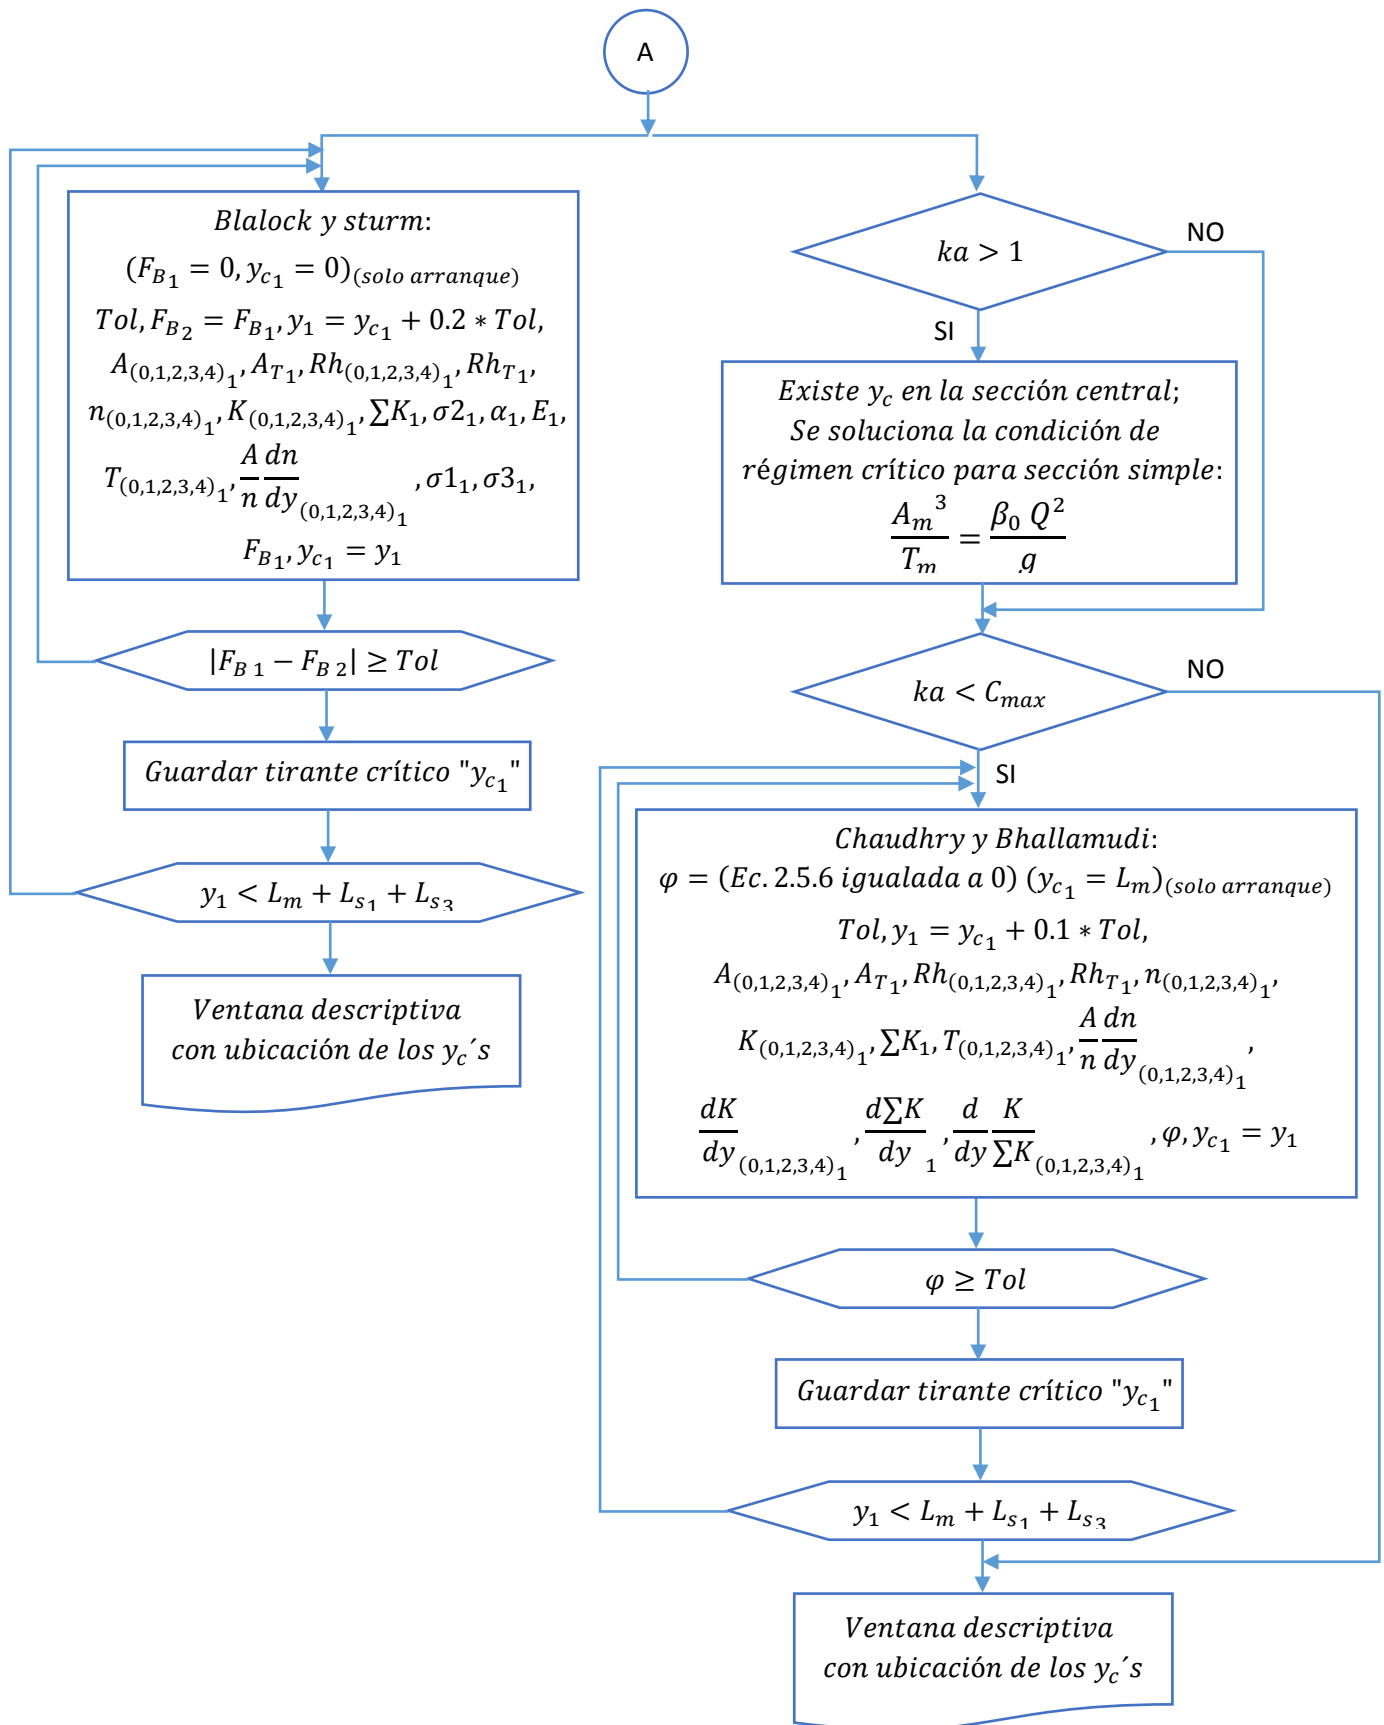 A
Blalock y sturm:
(F_{B_1} = 0, y_{c_1} = 0)_{(solo arranque)}
Tol, F_{B_2} = F_{B_1}, y_1 = y_{c_1} + 0.2 * Tol,
A_{(0,1,2,3,4)_1}, A_{T_1}, Rh_{(0,1,2,3,4)_1}, Rh_{T_1},
n_{(0,1,2,3,4)_1}, K_{(0,1,2,3,4)_1}, ∑K_1, σ2_1, α_1, E_1,
T_{(0,1,2,3,4)_1}, \frac{A}{n}\frac{dn}{dy}_{(0,1,2,3,4)_1}, σ1_1, σ3_1,
F_{B_1}, y_{c_1} = y_1
|F_{B 1} − F_{B 2}| ≥ Tol
Guardar tirante crítico "y_{c_1}"
y_1 < L_m + L_{s_1} + L_{s_3}
Ventana descriptiva
con ubicación de los y_c´s
ka > 1
NO
SI
Existe y_c en la sección central;
Se soluciona la condición de
régimen crítico para sección simple:
\frac{{A_m}^3}{T_m} = \frac{β_0 Q^2}{g}
ka < C_{max}
NO
SI
Chaudhry y Bhallamudi:
φ = (Ec. 2.5.6 igualada a 0) (y_{c_1} = L_m)_{(solo arranque)}
Tol, y_1 = y_{c_1} + 0.1 * Tol,
A_{(0,1,2,3,4)_1}, A_{T_1}, Rh_{(0,1,2,3,4)_1}, Rh_{T_1}, n_{(0,1,2,3,4)_1},
K_{(0,1,2,3,4)_1}, ∑K_1, T_{(0,1,2,3,4)_1}, \frac{A}{n}\frac{dn}{dy}_{(0,1,2,3,4)_1},
\frac{dK}{dy}_{(0,1,2,3,4)_1}, \frac{d∑K}{dy}_1, \frac{d}{dy}\frac{K}{∑K}_{(0,1,2,3,4)_1}, φ, y_{c_1} = y_1
φ ≥ Tol
Guardar tirante crítico "y_{c_1}"
y_1 < L_m + L_{s_1} + L_{s_3}
Ventana descriptiva
con ubicación de los y_c´s